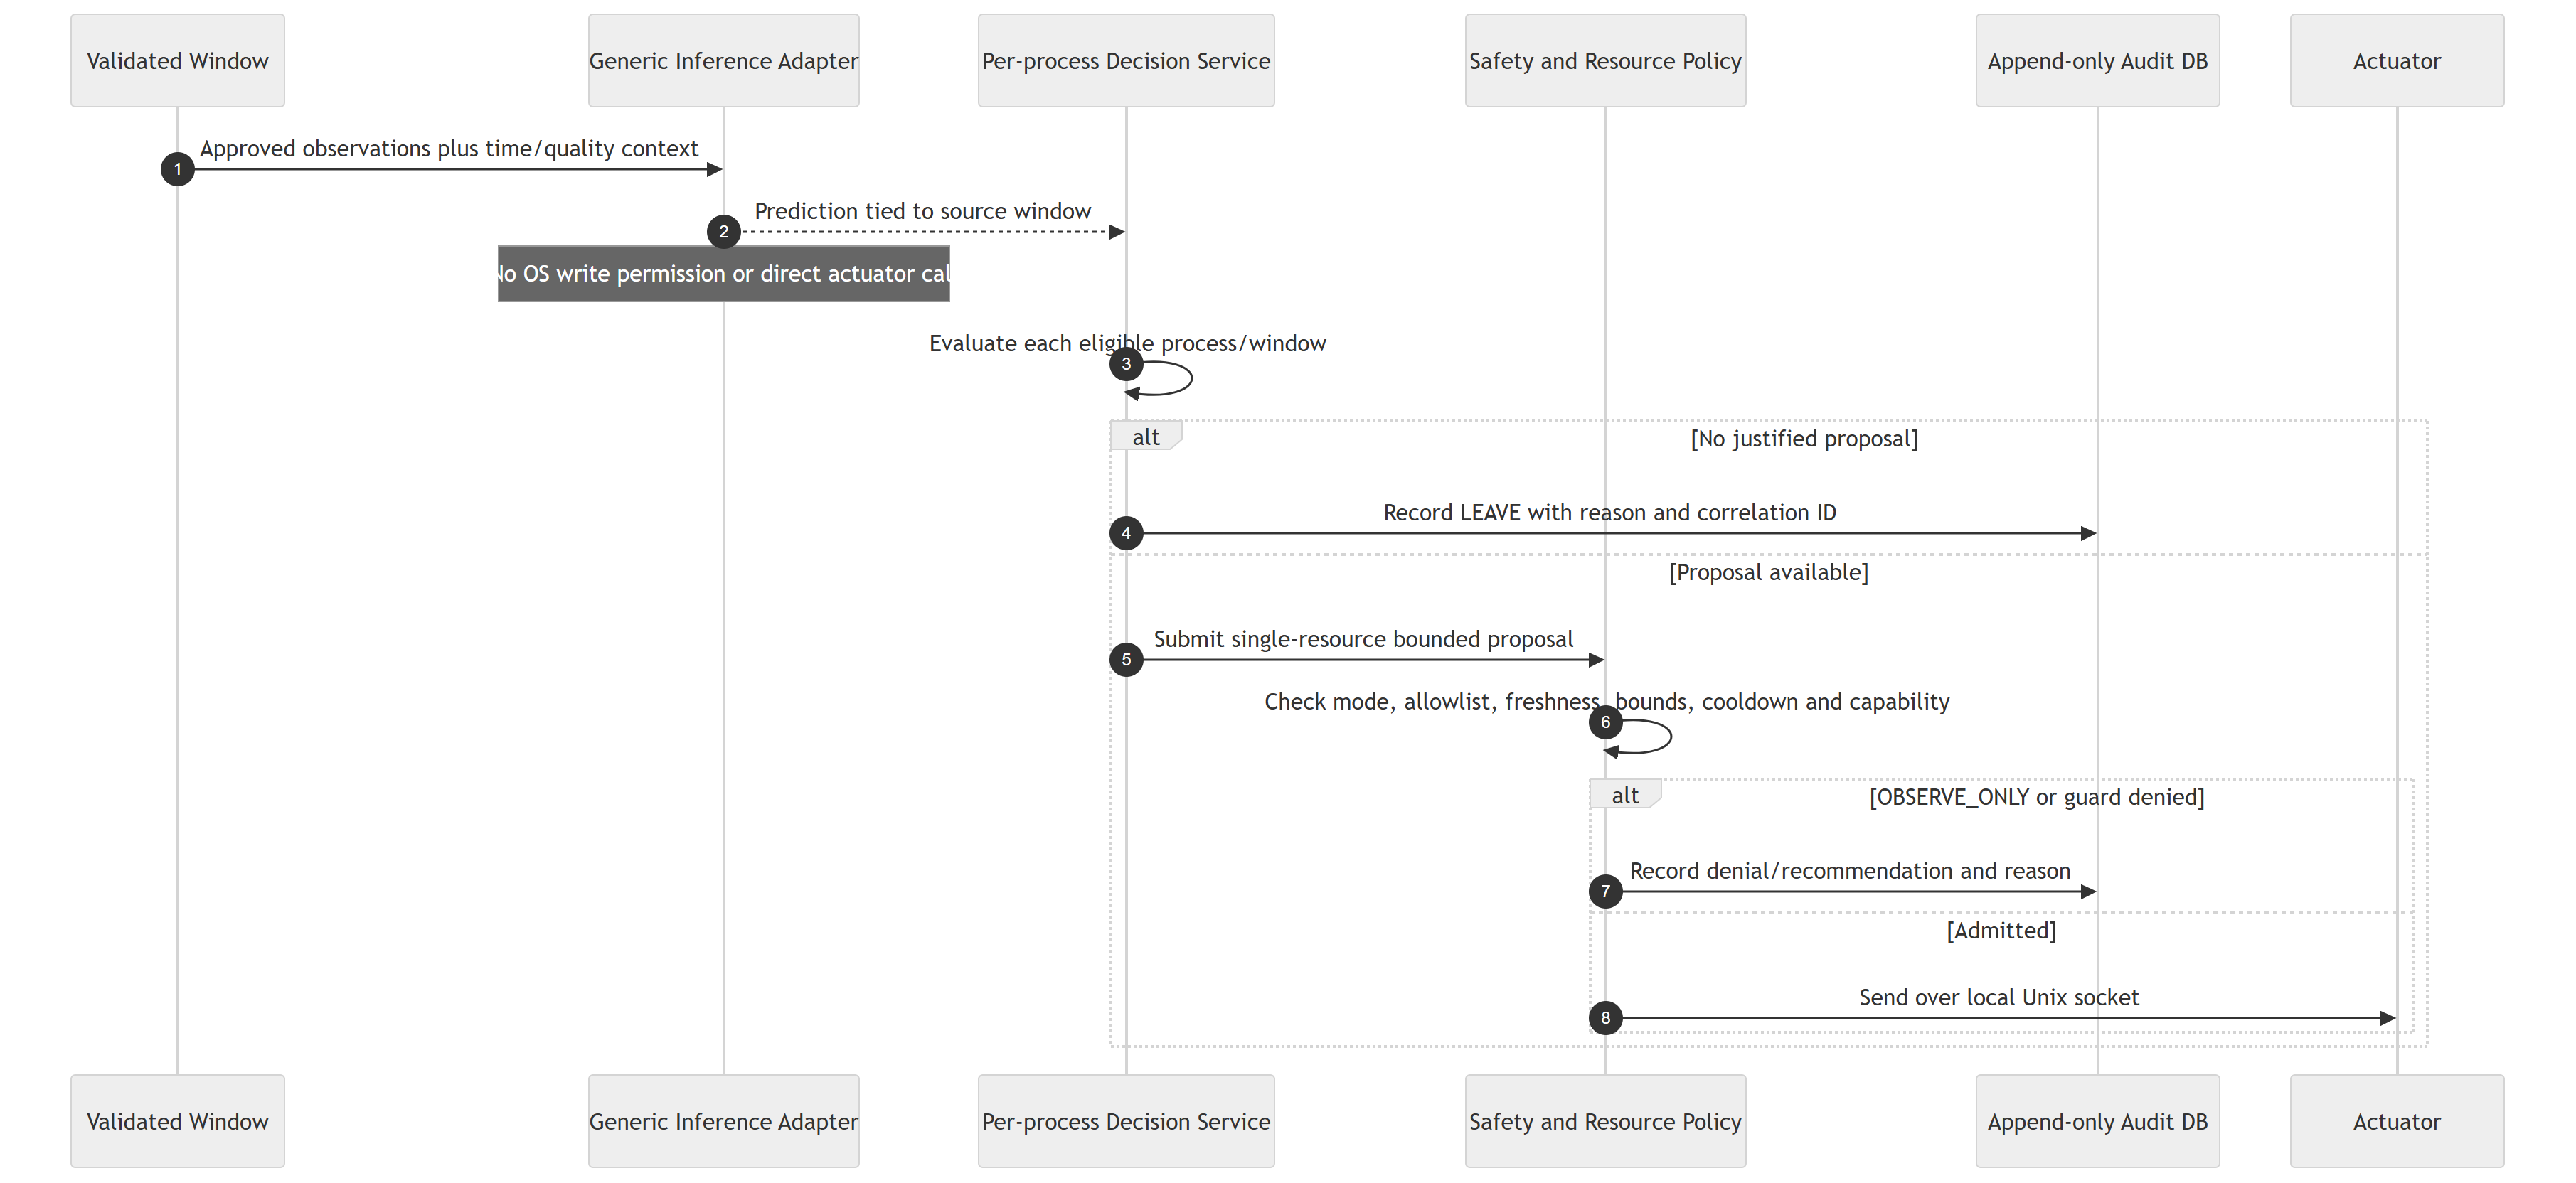 Validated Window
Generic Inference Adapter
Per-process Decision Service
Safety and Resource Policy
Append-only Audit DB
Actuator
Approved observations plus time/quality context
1
Prediction tied to source window
2
No OS write permission or direct actuator cal
Evaluate each eligible process/window
3
alt
[No justified proposal]
Record LEAVE with reason and correlation ID
4
[Proposal available]
Submit single-resource bounded proposal
5
Check mode, allowlist, freshness, bounds, cooldown and capability
6
alt
[OBSERVE_ONLY or guard denied]
Record denial/recommendation and reason
7
[Admitted]
Send over local Unix socket
8
Validated Window
Generic Inference Adapter
Per-process Decision Service
Safety and Resource Policy
Append-only Audit DB
Actuator